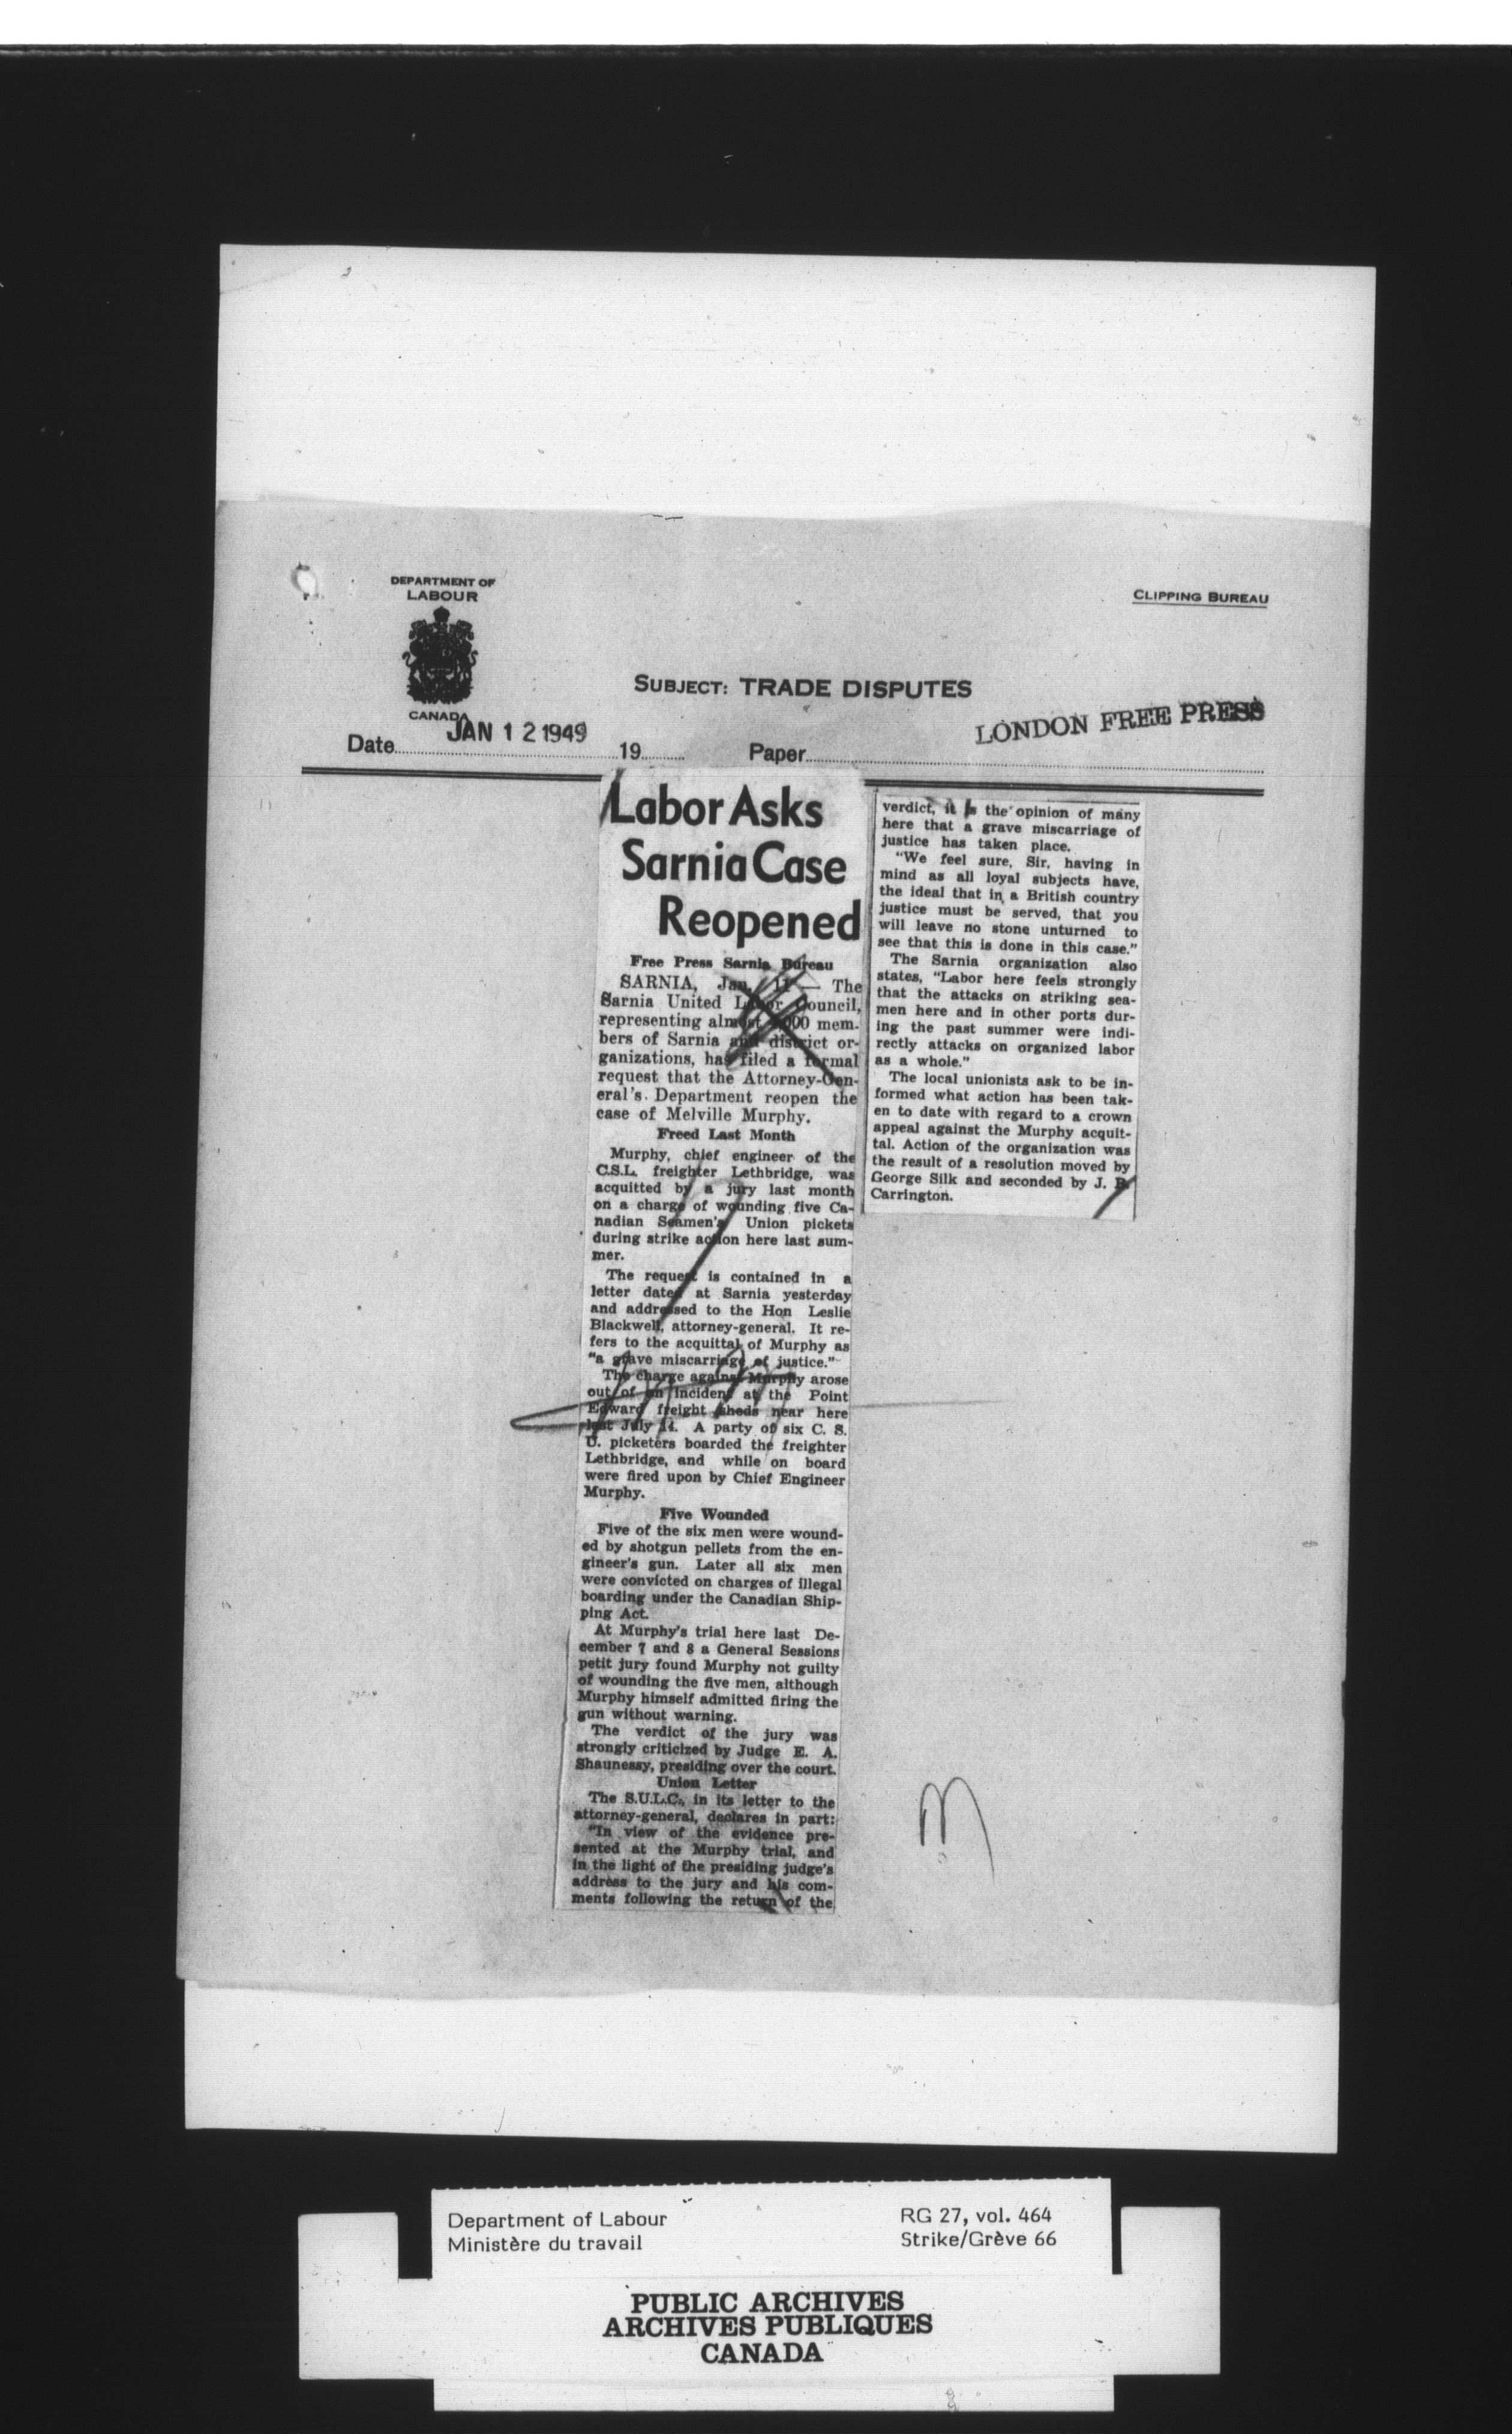 DEPARTMENT OF
LABOUR
CANADA
CLIPPING BUREAU
SUBJECT: TRADE DISPUTES
Date JAN 12 1949 19 Paper LONDON FREE PRESS
Labor Asks
Sarnia Case
Reopened
Free Press Sarnia Bureau
SARNIA, Jan. 11 — The
Sarnia United Labor Council,
representing almost 000 mem-
bers of Sarnia and district or-
ganizations, has filed a formal
request that the Attorney-Gen-
eral's Department reopen the
case of Melville Murphy.
Freed Last Month
Murphy, chief engineer of the
C.S.L. freighter Lethbridge, was
acquitted by a jury last month
on a charge of wounding five Ca-
nadian Seamen's Union pickets
during strike action here last sum-
mer.
The request is contained in a
letter dated at Sarnia yesterday
and addressed to the Hon Leslie
Blackwell, attorney-general. It re-
fers to the acquittal of Murphy as
"a grave miscarriage of justice."
The charge against Murphy arose
out of an incident at the Point
Edward freight sheds near here
last July 14. A party of six C. S.
U. picketers boarded the freighter
Lethbridge, and while on board
were fired upon by Chief Engineer
Murphy.
Five Wounded
Five of the six men were wound-
ed by shotgun pellets from the en-
gineer's gun. Later all six men
were convicted on charges of illegal
boarding under the Canadian Ship-
ping Act.
At Murphy's trial here last De-
cember 7 and 8 a General Sessions
petit jury found Murphy not guilty
of wounding the five men, although
Murphy himself admitted firing the
gun without warning.
The verdict of the jury was
strongly criticized by Judge E. A.
Shaunessy, presiding over the court.
Union Letter
The S.U.L.C., in its letter to the
attorney-general, declares in part:
"In view of the evidence pre-
sented at the Murphy trial, and
in the light of the presiding judge's
address to the jury and his com-
ments following the return of the
verdict, it is the opinion of many
here that a grave miscarriage of
justice has taken place.
"We feel sure, Sir, having in
mind as all loyal subjects have,
the ideal that in a British country
justice must be served, that you
will leave no stone unturned to
see that this is done in this case."
The Sarnia organization also
states, "Labor here feels strongly
that the attacks on striking sea-
men here and in other ports dur-
ing the past summer were indi-
rectly attacks on organized labor
as a whole."
The local unionists ask to be in-
formed what action has been tak-
en to date with regard to a crown
appeal against the Murphy acquit-
tal. Action of the organization was
the result of a resolution moved by
George Silk and seconded by J.
Carrington.
M
Department of Labour
Ministère du travail
RG 27, vol. 464
Strike/Grève 66
PUBLIC ARCHIVES
ARCHIVES PUBLIQUES
CANADA